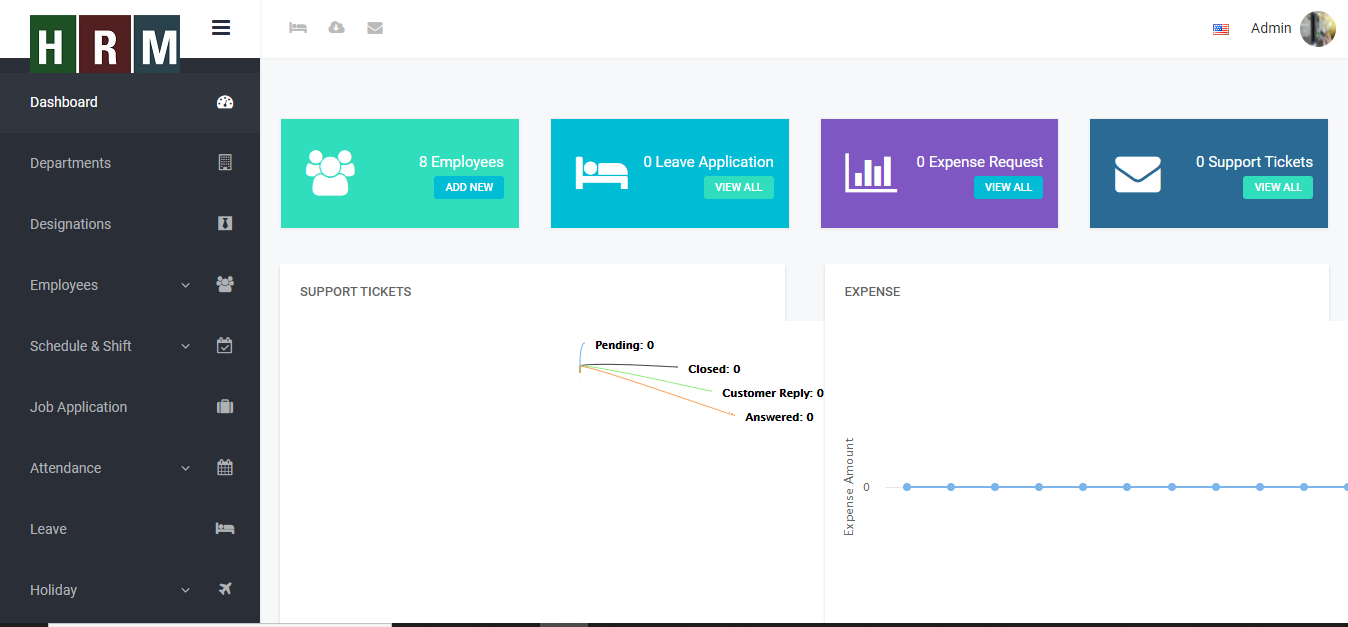 HRM
Admin
Dashboard
Departments
Designations
Employees
Schedule & Shift
Job Application
Attendance
Leave
Holiday
8 Employees
ADD NEW
0 Leave Application
VIEW ALL
0 Expense Request
VIEW ALL
0 Support Tickets
VIEW ALL
SUPPORT TICKETS
Pending: 0
Closed: 0
Customer Reply: 0
Answered: 0
EXPENSE
Expense Amount
0